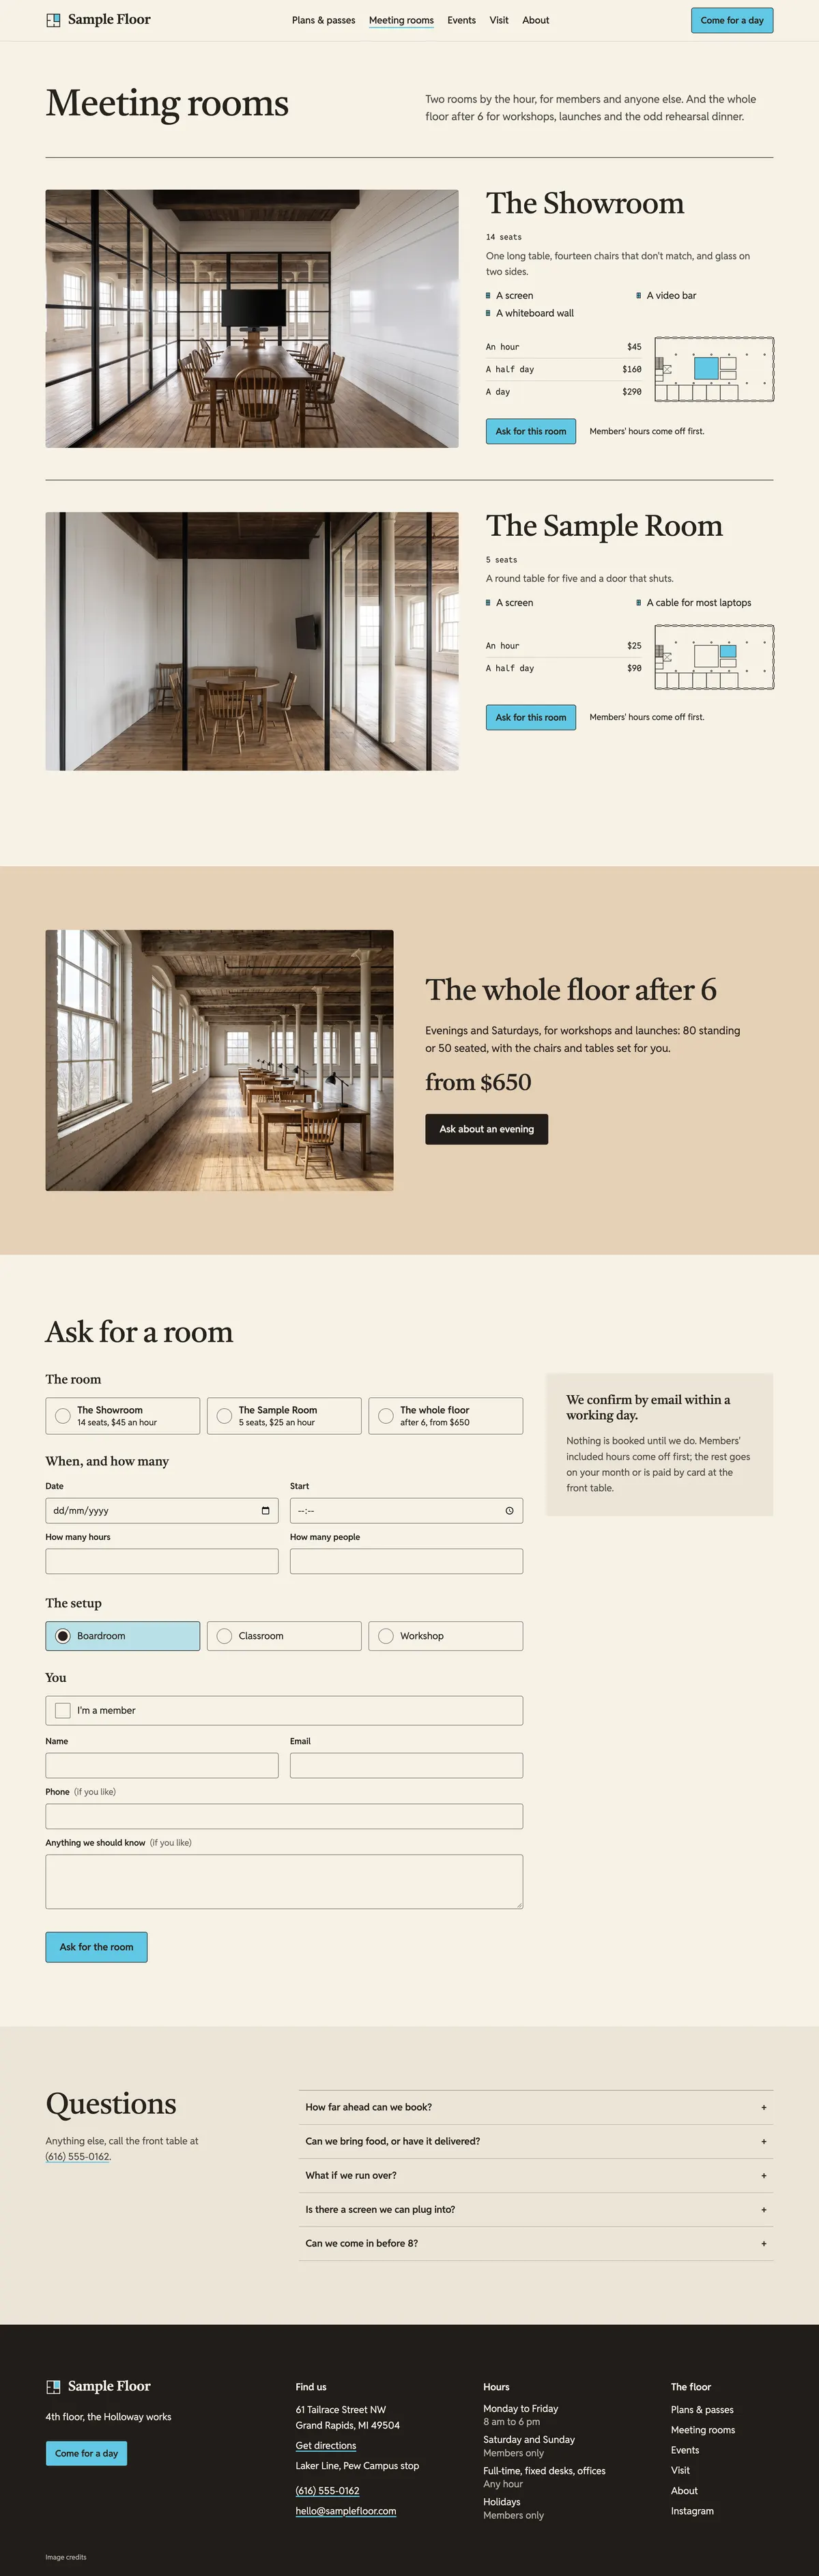 Sample Floor
Plans & passes
Meeting rooms
Events
Visit
About
Come for a day
Meeting rooms
Two rooms by the hour, for members and anyone else. And the whole
floor after 6 for workshops, launches and the odd rehearsal dinner.
The Showroom
14 seats
One long table, fourteen chairs that don't match, and glass on
two sides.
A screen
A video bar
A whiteboard wall
An hour $45
A half day $160
A day $290
Ask for this room
Members' hours come off first.
The Sample Room
5 seats
A round table for five and a door that shuts.
A screen
A cable for most laptops
An hour $25
A half day $90
Ask for this room
Members' hours come off first.
The whole floor after 6
Evenings and Saturdays, for workshops and launches: 80 standing
or 50 seated, with the chairs and tables set for you.
from $650
Ask about an evening
Ask for a room
The room
The Showroom
14 seats, $45 an hour
The Sample Room
5 seats, $25 an hour
The whole floor
after 6, from $650
We confirm by email within a
working day.
Nothing is booked until we do. Members'
included hours come off first; the rest goes
on your month or is paid by card at the
front table.
When, and how many
Date
Start
dd/mm/yyyy
--:--
How many hours
How many people
The setup
Boardroom
Classroom
Workshop
You
I'm a member
Name
Email
Phone (if you like)
Anything we should know (if you like)
Ask for the room
Questions
Anything else, call the front table at
(616) 555-0162.
How far ahead can we book? +
Can we bring food, or have it delivered? +
What if we run over? +
Is there a screen we can plug into? +
Can we come in before 8? +
Sample Floor
4th floor, the Holloway works
Come for a day
Find us
61 Tailrace Street NW
Grand Rapids, MI 49504
Get directions
Laker Line, Pew Campus stop
(616) 555-0162
hello@samplefloor.com
Hours
Monday to Friday
8 am to 6 pm
Saturday and Sunday
Members only
Full-time, fixed desks, offices
Any hour
Holidays
Members only
The floor
Plans & passes
Meeting rooms
Events
Visit
About
Instagram
Image credits